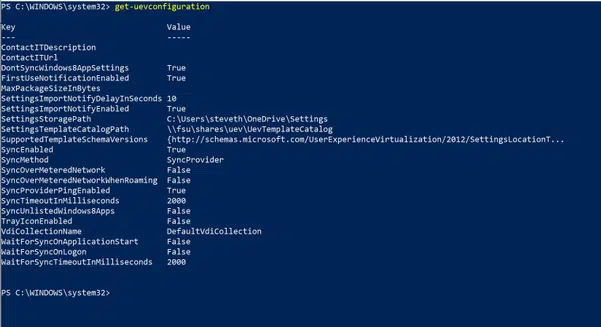 PS C:\WINDOWS\system32> get-uevconfiguration
Key Value
--- -----
ContactITDescription
ContactITUrl
DontSyncWindows8AppSettings True
FirstUseNotificationEnabled True
MaxPackageSizeInBytes
SettingsImportNotifyDelayInSeconds 10
SettingsImportNotifyEnabled True
SettingsStoragePath C:\Users\steveth\OneDrive\Settings
SettingsTemplateCatalogPath \\fsu\shares\uev\UevTemplateCatalog
SupportedTemplateSchemaVersions {http://schemas.microsoft.com/UserExperienceVirtualization/2012/SettingsLocationT...
SyncEnabled True
SyncMethod SyncProvider
SyncOverMeteredNetwork False
SyncOverMeteredNetworkWhenRoaming False
SyncProviderPingEnabled True
SyncTimeoutInMilliseconds 2000
SyncUnlistedWindows8Apps False
TrayIconEnabled False
VdiCollectionName DefaultVdiCollection
WaitForSyncOnApplicationStart False
WaitForSyncOnLogon False
WaitForSyncTimeoutInMilliseconds 2000
PS C:\WINDOWS\system32>